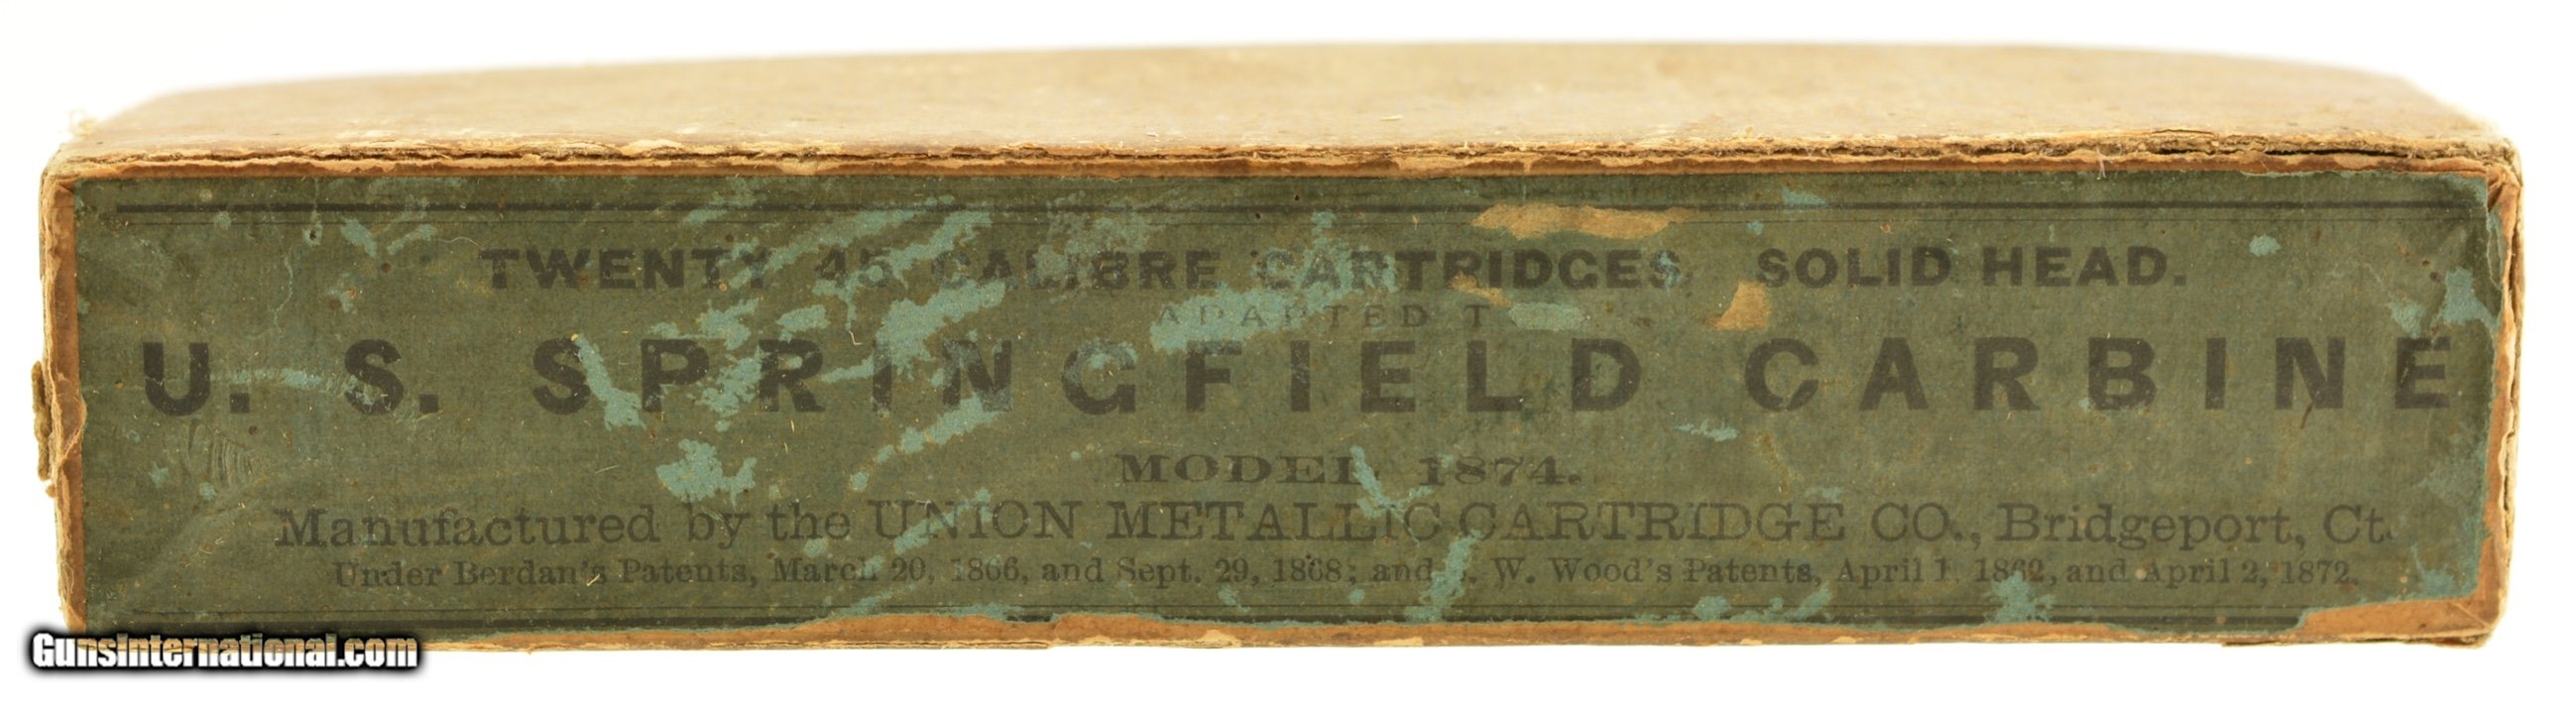 TWENTY 45 CALIBRE CARTRIDGES SOLID HEAD.
ADAPTED
U. S. SPRINGFIELD CARBINE
MODEL 1874.
Manufactured by the UNION METALLIC CARTRIDGE CO., Bridgeport, Ct.
Under Berdan's Patents, March 20, 1866, and Sept. 29, 1868; and W. Wood's Patents, April 1, 1862, and April 2, 1872.
GunsInternational.com